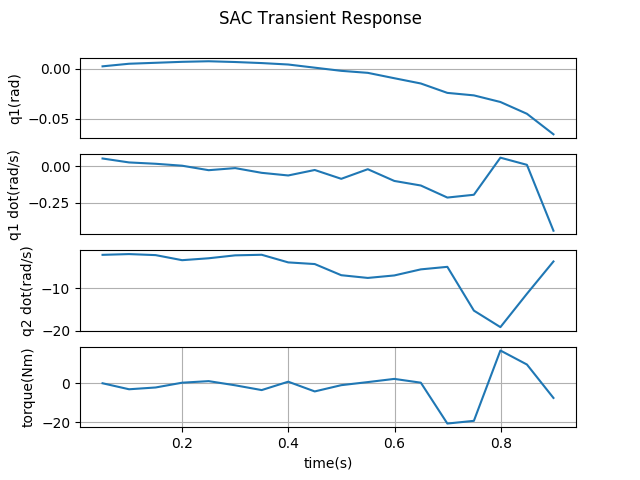 SAC Transient Response
0.00
−0.05
q1(rad)
0.00
−0.25
q1 dot(rad/s)
−10
−20
q2 dot(rad/s)
0
−20
torque(Nm)
0.2 0.4 0.6 0.8
time(s)